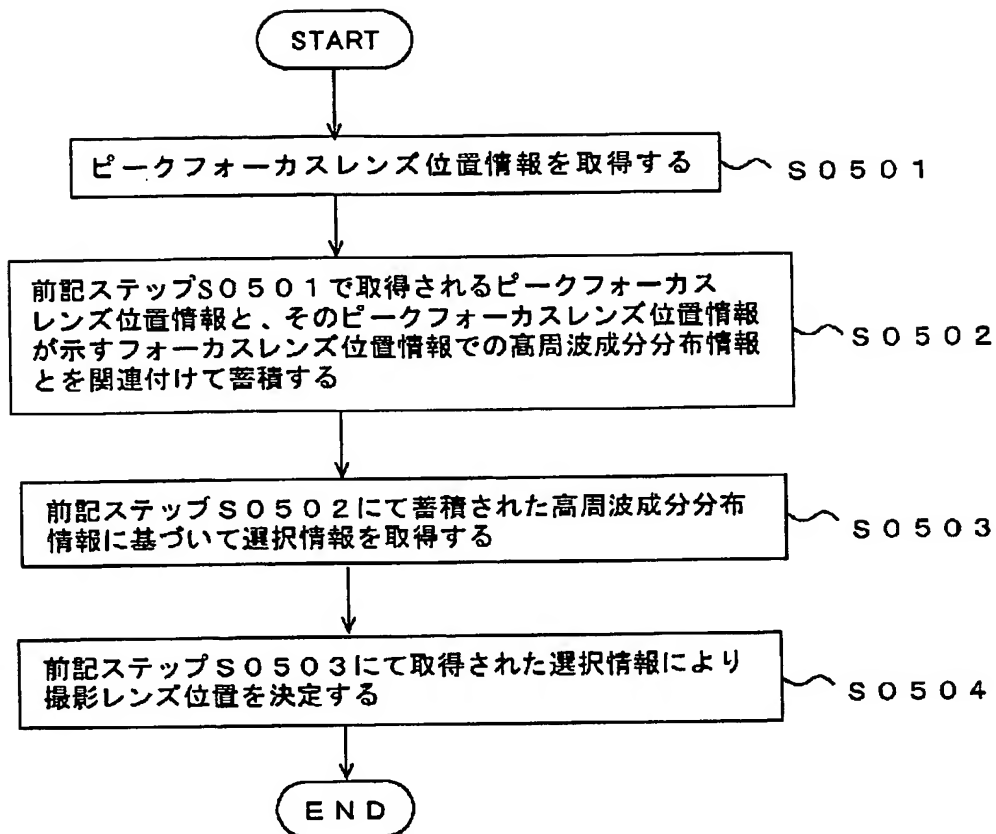 START
ピークフォーカスレンズ位置情報を取得する
S0501
前記ステップS0501で取得されるピークフォーカス
レンズ位置情報と、そのピークフォーカスレンズ位置情報
が示すフォーカスレンズ位置情報での高周波成分分布情報
とを関連付けて蓄積する
S0502
前記ステップS0502にて蓄積された高周波成分分布
情報に基づいて選択情報を取得する
S0503
前記ステップS0503にて取得された選択情報により
撮影レンズ位置を決定する
S0504
END